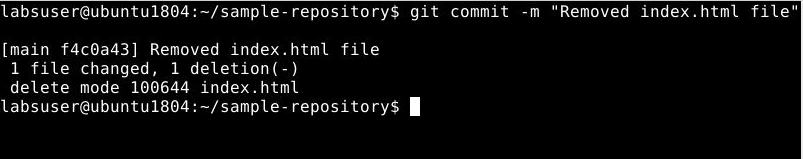 labsuser@ubuntu1804:~/sample-repository$ git commit -m "Removed index.html file"
[main f4c0a43] Removed index.html file
1 file changed, 1 deletion(-)
delete mode 100644 index.html
labsuser@ubuntu1804:~/sample-repository$